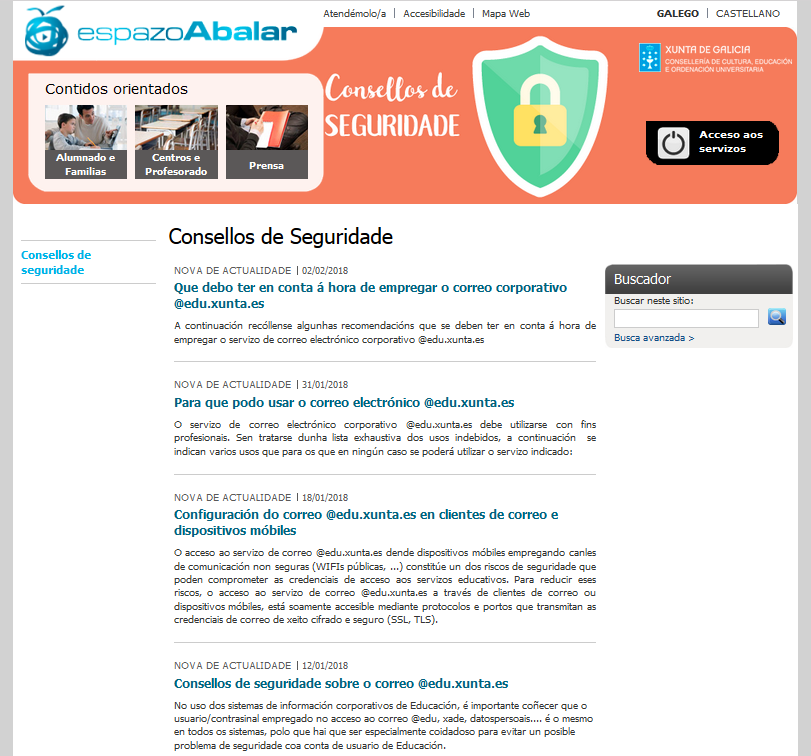 Atendémolo/a | Accesibilidade | Mapa Web
GALEGO | CASTELLANO
espazoAbalar
Contidos orientados
Alumnado e
Familias
Centros e
Profesorado
Prensa
Consellos de
SEGURIDADE
XUNTA DE GALICIA
CONSELLERÍA DE CULTURA, EDUCACIÓN
E ORDENACIÓN UNIVERSITARIA
Acceso aos
servizos
Consellos de
seguridade
Consellos de Seguridade
NOVA DE ACTUALIDADE | 02/02/2018
Que debo ter en conta á hora de empregar o correo corporativo
@edu.xunta.es
A continuación recóllense algunhas recomendacións que se deben ter en conta á hora de
empregar o servizo de correo electrónico corporativo @edu.xunta.es
NOVA DE ACTUALIDADE | 31/01/2018
Para que podo usar o correo electrónico @edu.xunta.es
O servizo de correo electrónico corporativo @edu.xunta.es debe utilizarse con fins
profesionais. Sen tratarse dunha lista exhaustiva dos usos indebidos, a continuación se
indican varios usos que para os que en ningún caso se poderá utilizar o servizo indicado:
NOVA DE ACTUALIDADE | 18/01/2018
Configuración do correo @edu.xunta.es en clientes de correo e
dispositivos móbiles
O acceso ao servizo de correo @edu.xunta.es dende dispositivos móbiles empregando canles
de comunicación non seguras (WIFIs públicas, ...) constitúe un dos riscos de seguridade que
poden comprometer as credenciais de acceso aos servizos educativos. Para reducir eses
riscos, o acceso ao servizo de correo @edu.xunta.es a través de clientes de correo ou
dispositivos móbiles, está soamente accesible mediante protocolos e portos que transmitan as
credenciais de correo de xeito cifrado e seguro (SSL, TLS).
NOVA DE ACTUALIDADE | 12/01/2018
Consellos de seguridade sobre o correo @edu.xunta.es
No uso dos sistemas de información corporativos de Educación, é importante coñecer que o
usuario/contrasinal empregado no acceso ao correo @edu, xade, datospersoais.... é o mesmo
en todos os sistemas, polo que hai que ser especialmente coidadoso para evitar un posible
problema de seguridade coa conta de usuario de Educación.
Buscador
Buscar neste sitio:
Busca avanzada >